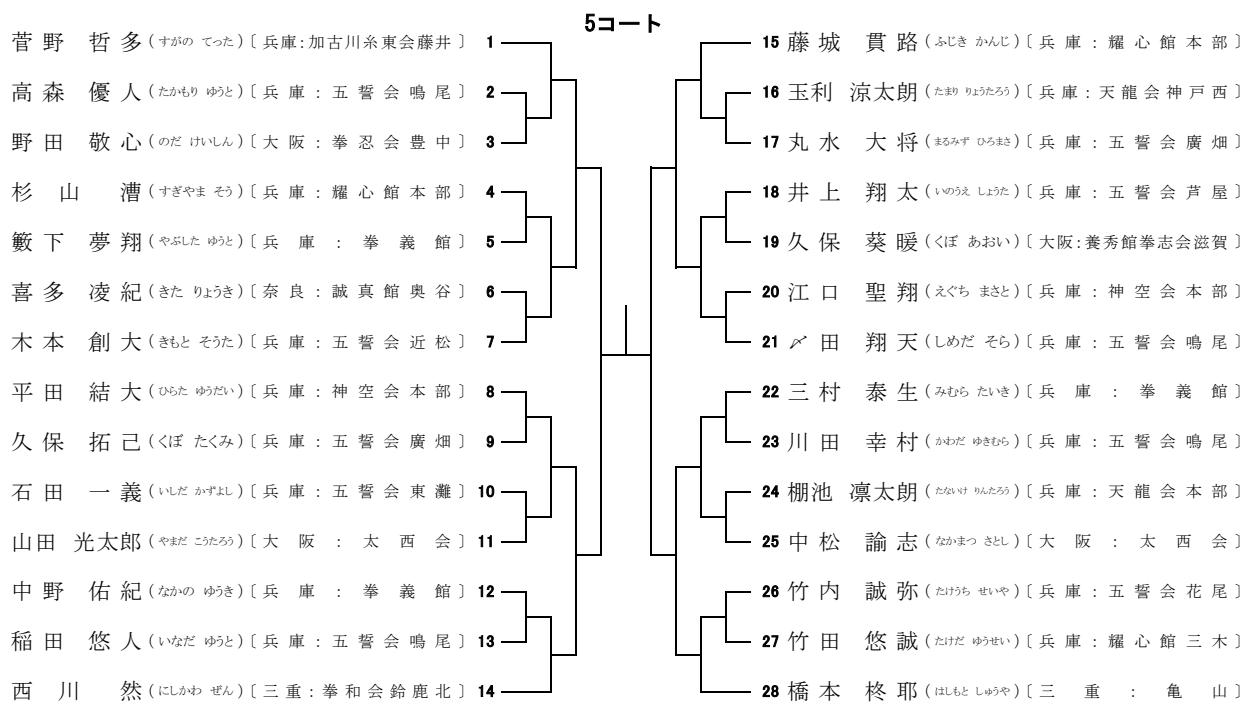 5コート
菅野 哲多 (すがの てった) 〔兵庫:加古川糸東会藤井〕 1
高森 優人 (たかもり ゆうと) 〔兵庫:五誓会鳴尾〕 2
野田 敬心 (のだ けいしん) 〔大阪:拳忍会豊中〕 3
杉山 漕 (すぎやま そう) 〔兵庫:耀心館本部〕 4
籔下 夢翔 (やぶした ゆうと) 〔兵庫:拳義館〕 5
喜多 凌紀 (きた りょうき) 〔奈良:誠真館奥谷〕 6
木本 創大 (きもと そうた) 〔兵庫:五誓会近松〕 7
平田 結大 (ひらた ゆうだい) 〔兵庫:神空会本部〕 8
久保 拓己 (くぼ たくみ) 〔兵庫:五誓会廣畑〕 9
石田 一義 (いしだ かずよし) 〔兵庫:五誓会東灘〕 10
山田 光太郎 (やまだ こうたろう) 〔大阪:太西会〕 11
中野 佑紀 (なかの ゆうき) 〔兵庫:拳義館〕 12
稲田 悠人 (いなだ ゆうと) 〔兵庫:五誓会鳴尾〕 13
西川 然 (にしかわ ぜん) 〔三重:拳和会鈴鹿北〕 14
15 藤城 貫路 (ふじき かんじ) 〔兵庫:耀心館本部〕
16 玉利 涼太朗 (たまり りょうたろう) 〔兵庫:天龍会神戸西〕
17 丸水 大将 (まるみず ひろまさ) 〔兵庫:五誓会廣畑〕
18 井上 翔太 (いのうえ しょうた) 〔兵庫:五誓会芦屋〕
19 久保 葵暖 (くぼ あおい) 〔大阪:養秀館拳志会滋賀〕
20 江口 聖翔 (えぐち まさと) 〔兵庫:神空会本部〕
21 〆田 翔天 (しめだ そら) 〔兵庫:五誓会鳴尾〕
22 三村 泰生 (みむら たいき) 〔兵庫:拳義館〕
23 川田 幸村 (かわだ ゆきむら) 〔兵庫:五誓会鳴尾〕
24 棚池 凛太朗 (たないけ りんたろう) 〔兵庫:天龍会本部〕
25 中松 諭志 (なかまつ さとし) 〔大阪:太西会〕
26 竹内 誠弥 (たけうち せいや) 〔兵庫:五誓会花尾〕
27 竹田 悠誠 (たけだ ゆうせい) 〔兵庫:耀心館三木〕
28 橋本 柊耶 (はしもと しゅうや) 〔三重:亀山〕